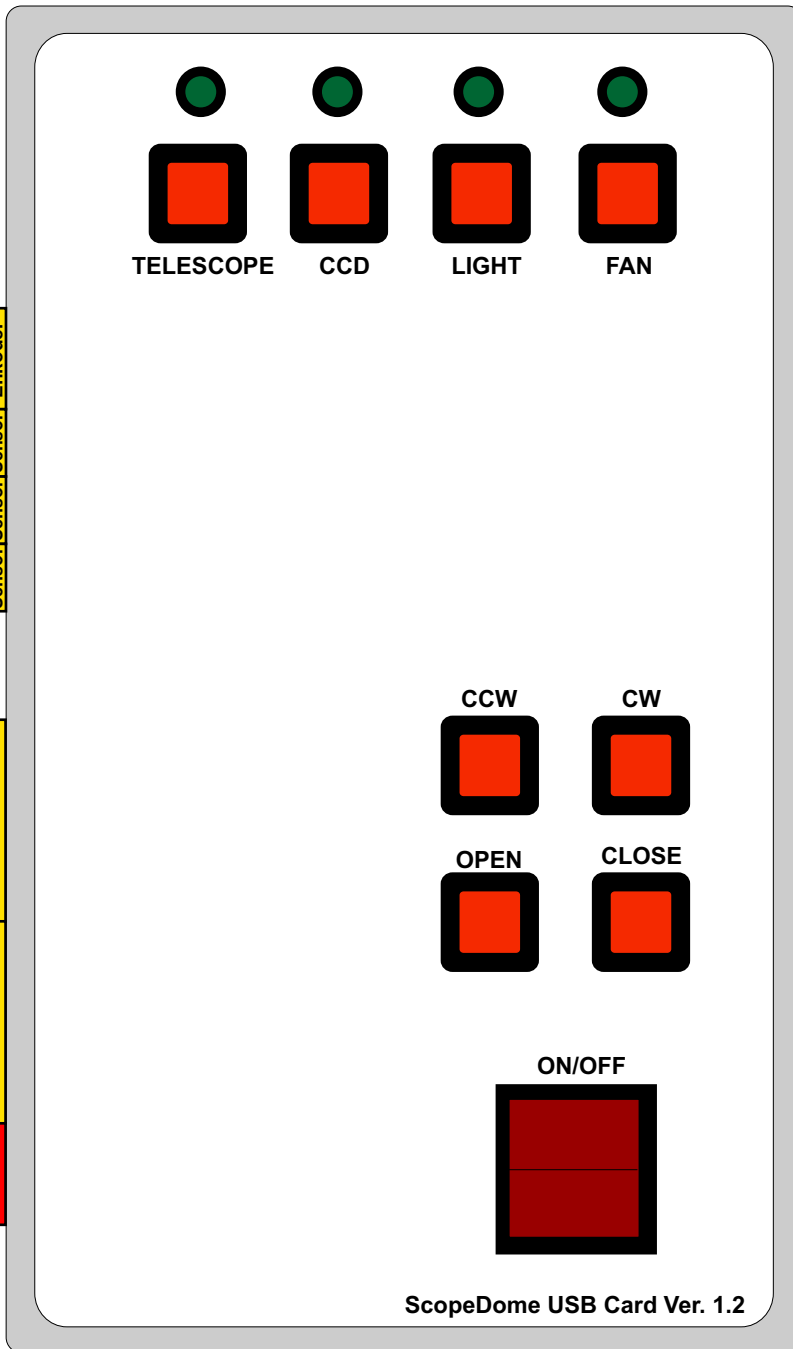 TELESCOPE CCD LIGHT FAN
CCW CW
OPEN CLOSE
ON/OFF
ScopeDome USB Card Ver. 1.2